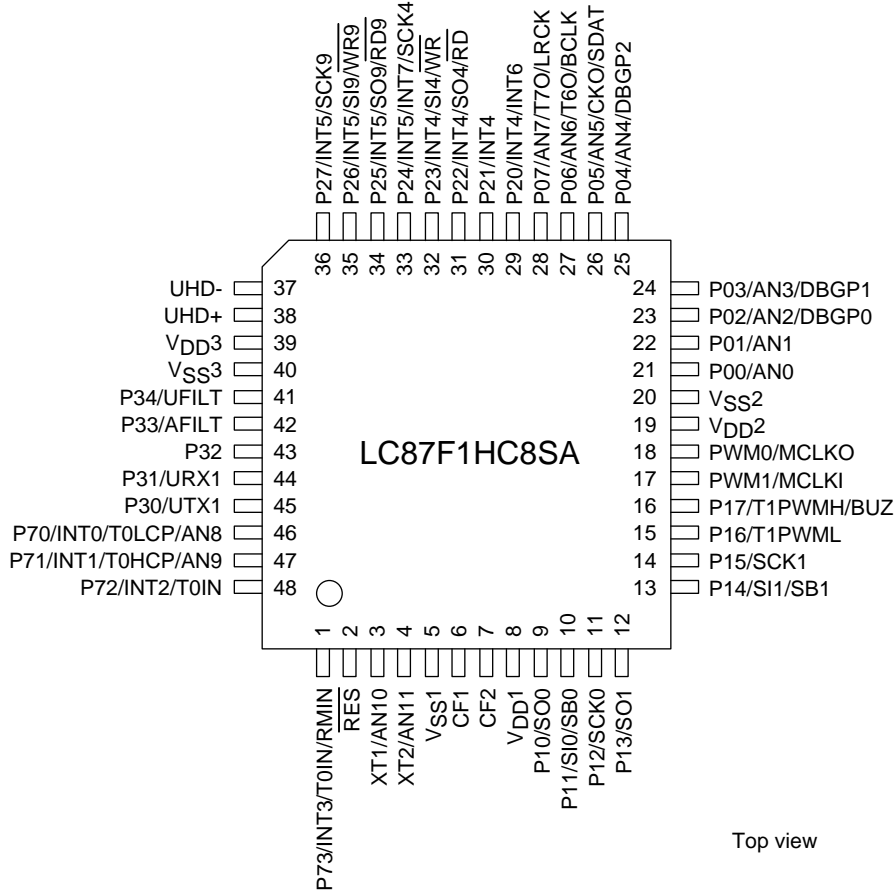 P27/INT5/SCK9
P26/INT5/SI9/WR9
P25/INT5/SO9/RD9
P24/INT5/INT7/SCK4
P23/INT4/SI4/WR
P22/INT4/SO4/RD
P21/INT4
P20/INT4/INT6
P07/AN7/T7O/LRCK
P06/AN6/T6O/BCLK
P05/AN5/CKO/SDAT
P04/AN4/DBGP2
36
35
34
33
32
31
30
29
28
27
26
25
UHD- 37
UHD+ 38
VDD3 39
VSS3 40
P34/UFILT 41
P33/AFILT 42
P32 43
P31/URX1 44
P30/UTX1 45
P70/INT0/T0LCP/AN8 46
P71/INT1/T0HCP/AN9 47
P72/INT2/T0IN 48
LC87F1HC8SA
24 P03/AN3/DBGP1
23 P02/AN2/DBGP0
22 P01/AN1
21 P00/AN0
20 VSS2
19 VDD2
18 PWM0/MCLKO
17 PWM1/MCLKI
16 P17/T1PWMH/BUZ
15 P16/T1PWML
14 P15/SCK1
13 P14/SI1/SB1
1
2
3
4
5
6
7
8
9
10
11
12
P73/INT3/T0IN/RMIN
RES
XT1/AN10
XT2/AN11
VSS1
CF1
CF2
VDD1
P10/SO0
P11/SI0/SB0
P12/SCK0
P13/SO1
Top view